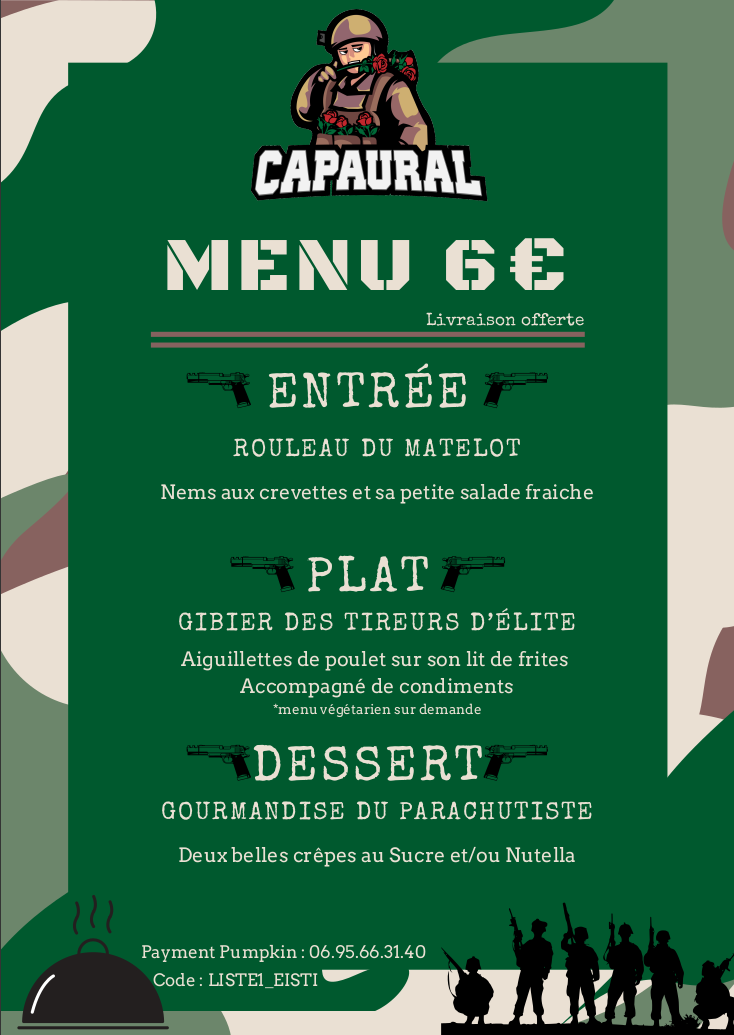 CAPAURAL
MENU 6€
Livraison offerte
ENTRÉE
ROULEAU DU MATELOT
Nems aux crevettes et sa petite salade fraiche
PLAT
GIBIER DES TIREURS D'ÉLITE
Aiguillettes de poulet sur son lit de frites
Accompagné de condiments
*menu végétarien sur demande
DESSERT
GOURMANDISE DU PARACHUTISTE
Deux belles crêpes au Sucre et/ou Nutella
Payment Pumpkin : 06.95.66.31.40
Code : LISTE1_EISTI